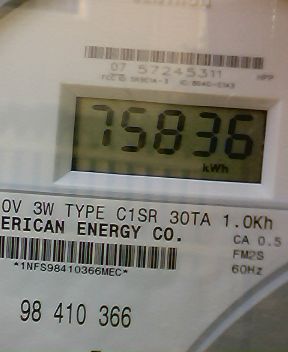 07 57245311
HPP
75836
kWh
0V 3W TYPE C1SR 30TA 1.0Kh
ERICAN ENERGY CO.
CA 0.5
FM2S
*1NFS98410366MEC*
60Hz
98 410 366